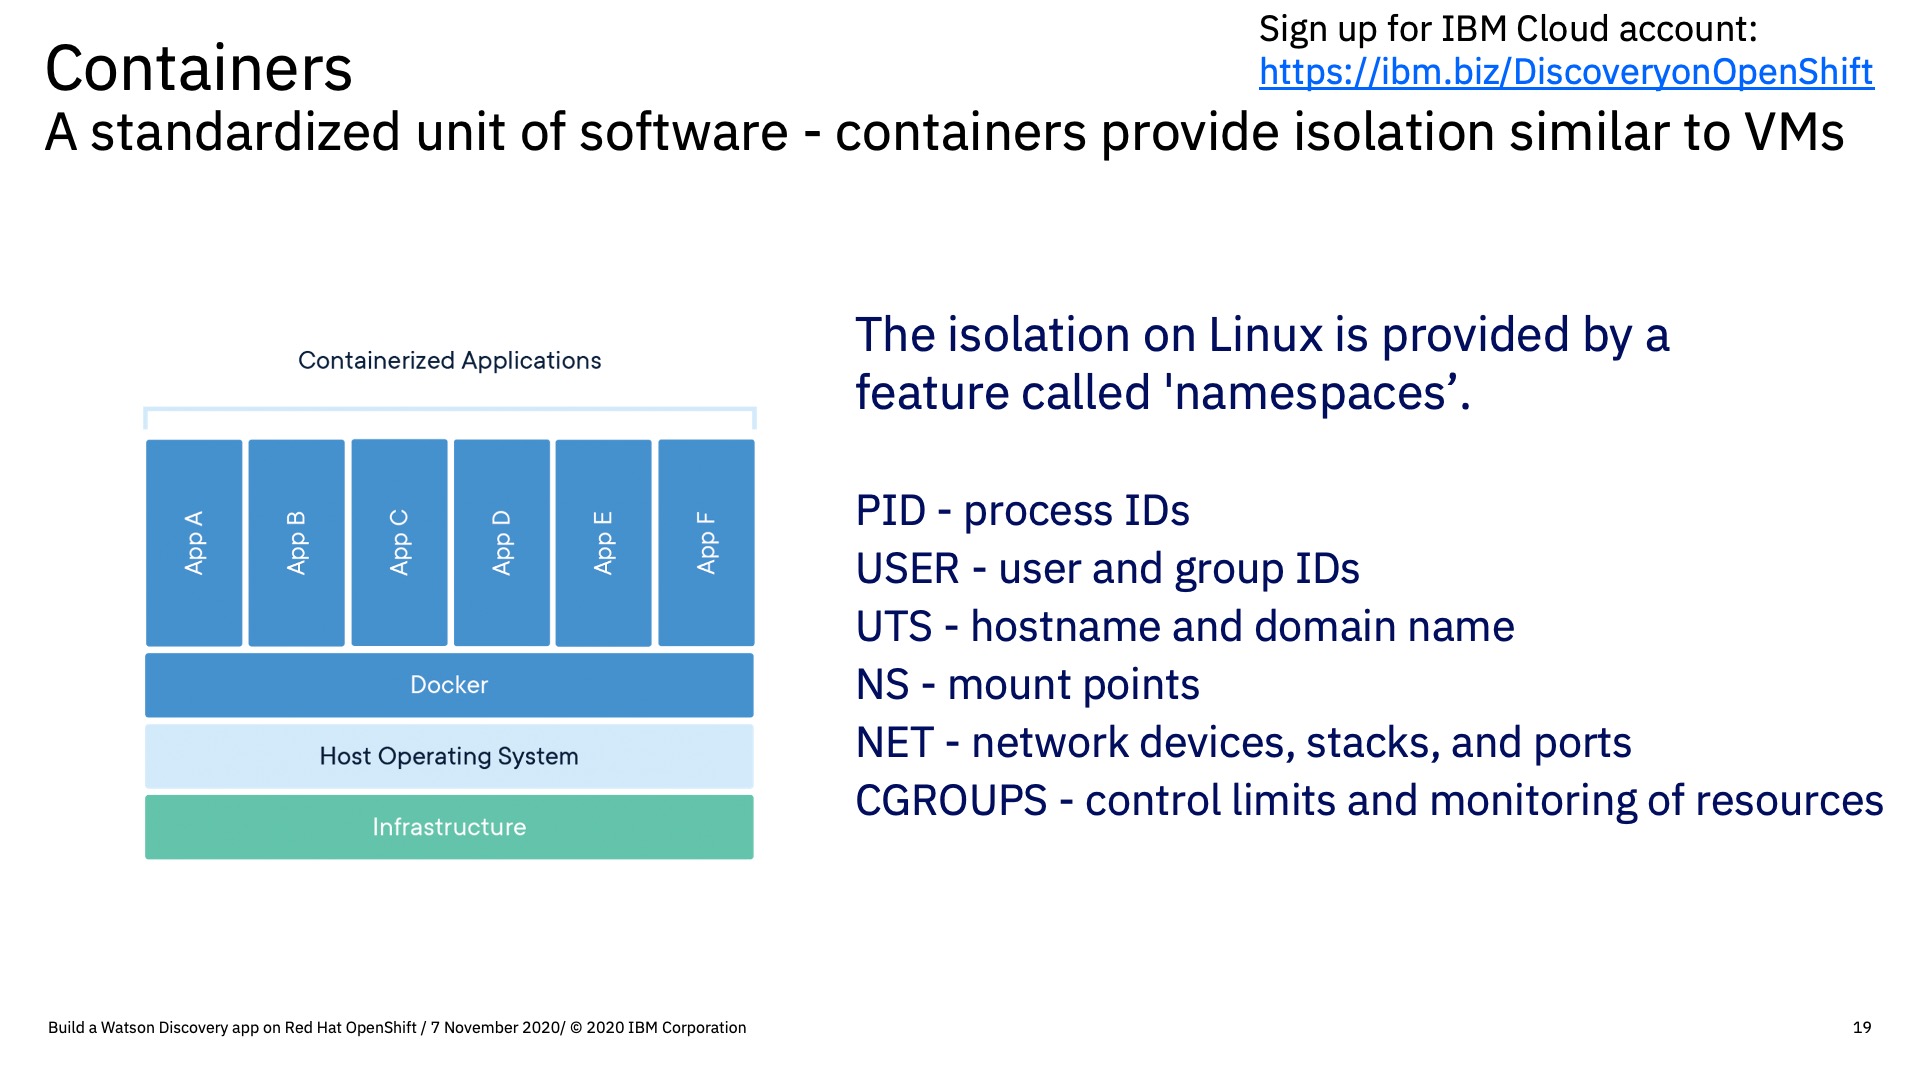 Containers
A standardized unit of software - containers provide isolation similar to VMs
Sign up for IBM Cloud account:
https://ibm.biz/DiscoveryonOpenShift
Containerized Applications
App A
App B
App C
App D
App E
App F
Docker
Host Operating System
Infrastructure
The isolation on Linux is provided by a
feature called 'namespaces’.
PID - process IDs
USER - user and group IDs
UTS - hostname and domain name
NS - mount points
NET - network devices, stacks, and ports
CGROUPS - control limits and monitoring of resources
Build a Watson Discovery app on Red Hat OpenShift / 7 November 2020/ © 2020 IBM Corporation
19